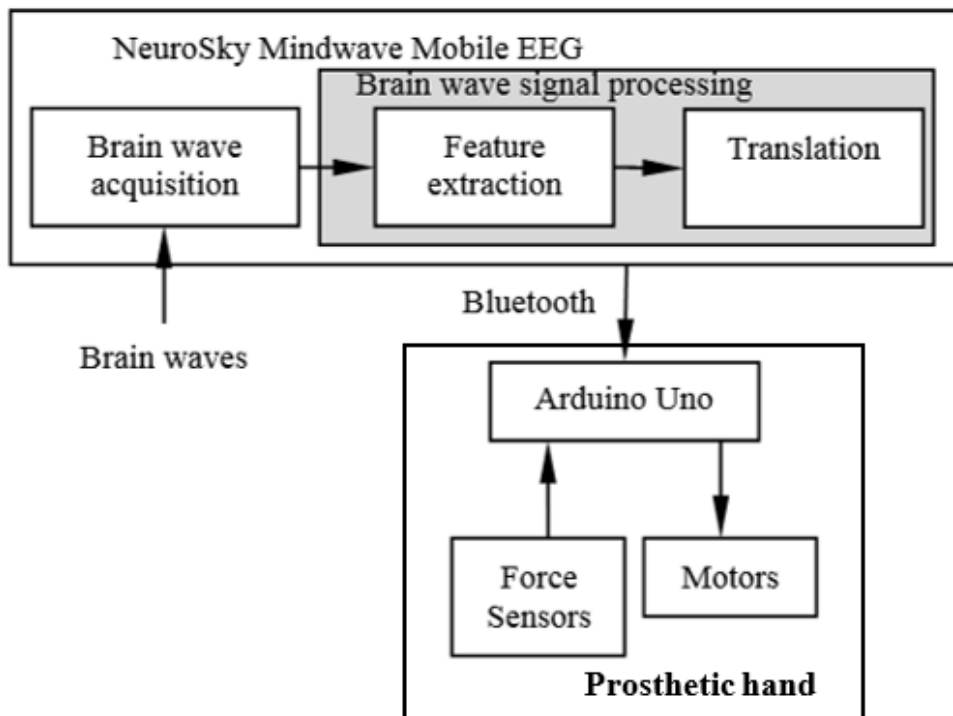 NeuroSky Mindwave Mobile EEG
Brain wave signal processing
Brain wave
acquisition
Feature
extraction
Translation
Bluetooth
Brain waves
Arduino Uno
Force
Sensors
Motors
Prosthetic hand